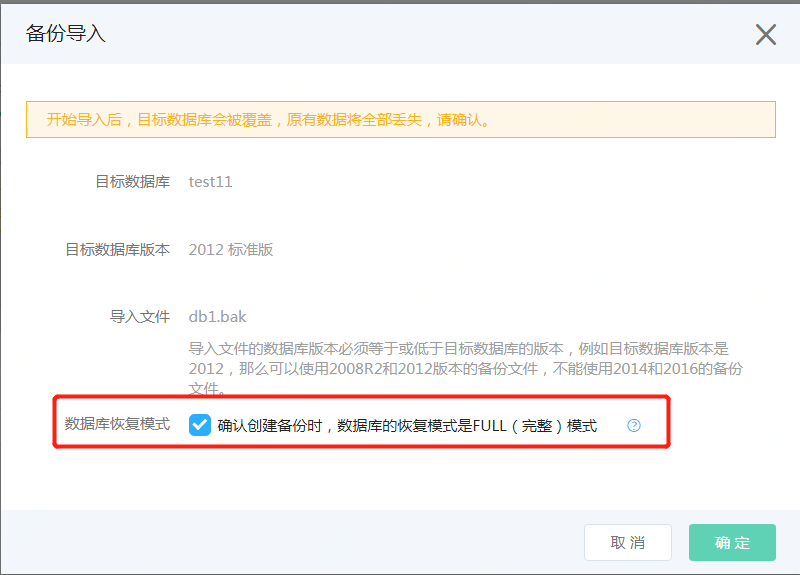 备份导入
开始导入后，目标数据库会被覆盖，原有数据将全部丢失，请确认。
目标数据库 test11
目标数据库版本 2012 标准版
导入文件 db1.bak
导入文件的数据库版本必须等于或低于目标数据库的版本，例如目标数据库版本是
2012，那么可以使用2008R2和2012版本的备份文件，不能使用2014和2016的备份
文件。
数据库恢复模式 确认创建备份时，数据库的恢复模式是FULL（完整）模式 ?
取 消 确 定